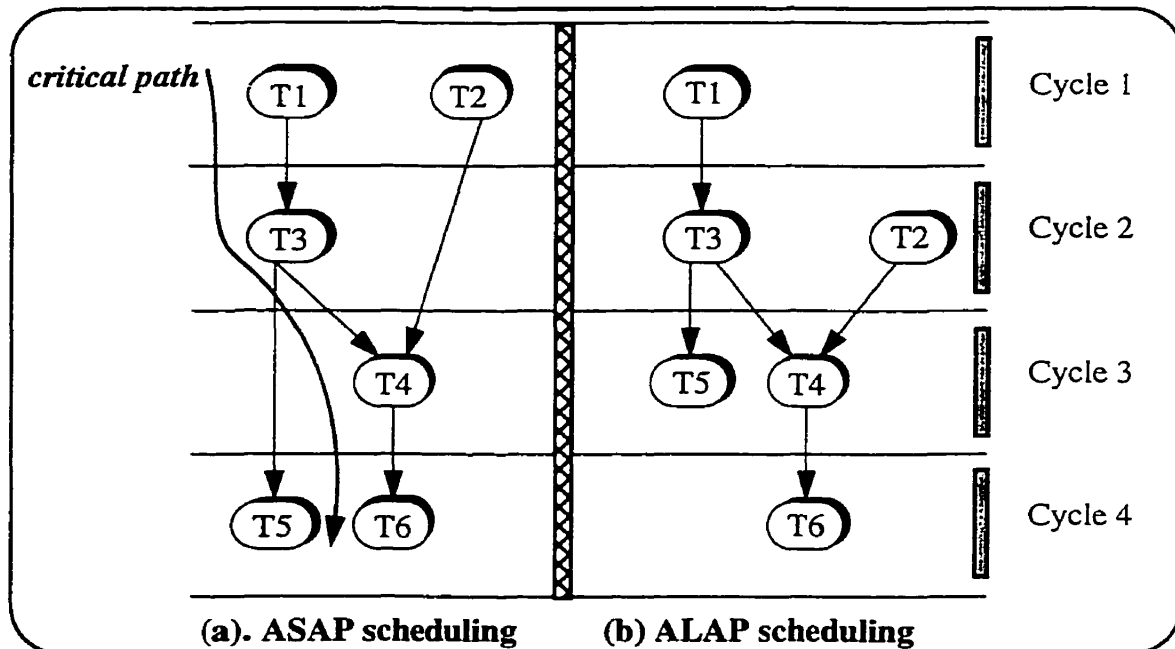 critical path
T1
T2
T1
Cycle 1
T3
T3
T2
Cycle 2
T4
T5
T4
Cycle 3
T5
T6
T6
Cycle 4
(a). ASAP scheduling
(b) ALAP scheduling